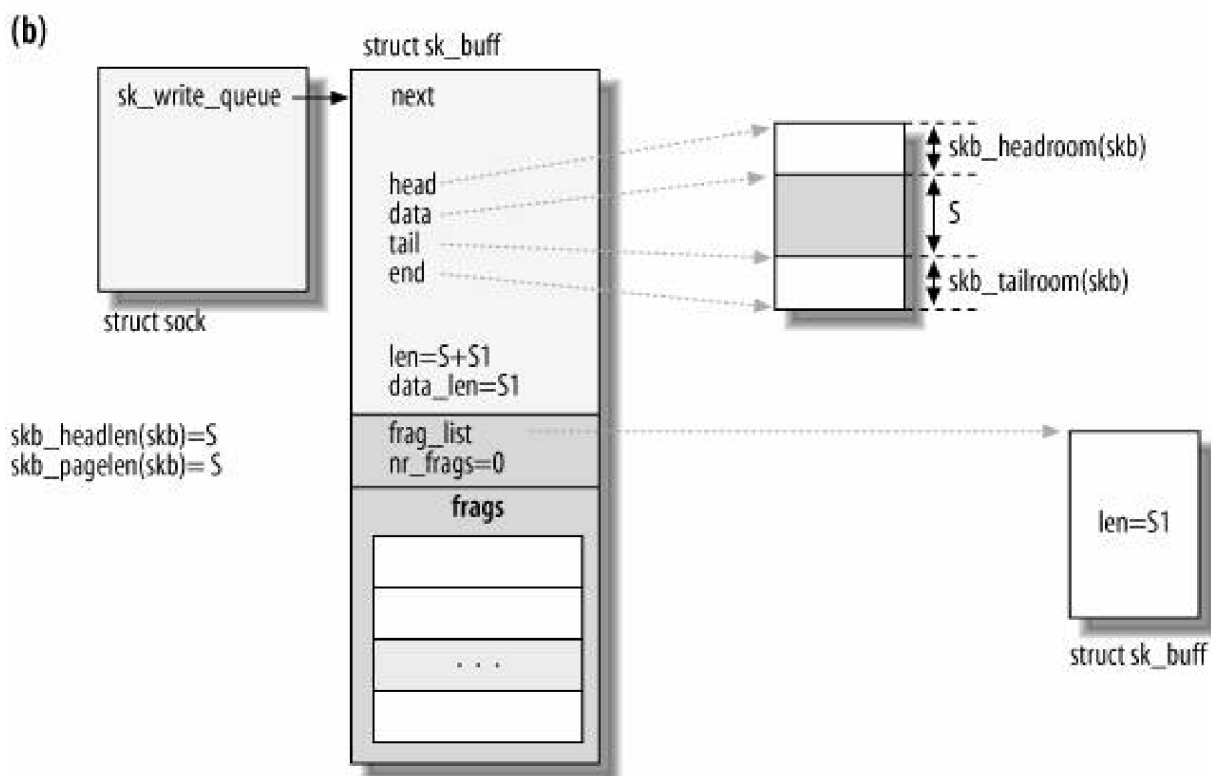 (b)
struct sk_buff
sk_write_queue
next
skb_headroom(skb)
head
data
S
tail
end
skb_tailroom(skb)
struct sock
len=S+S1
data_len=S1
skb_headlen(skb)=S
skb_pagelen(skb)= S
frag_list
nr_frags=0
frags
len=S1
. . .
struct sk_buff